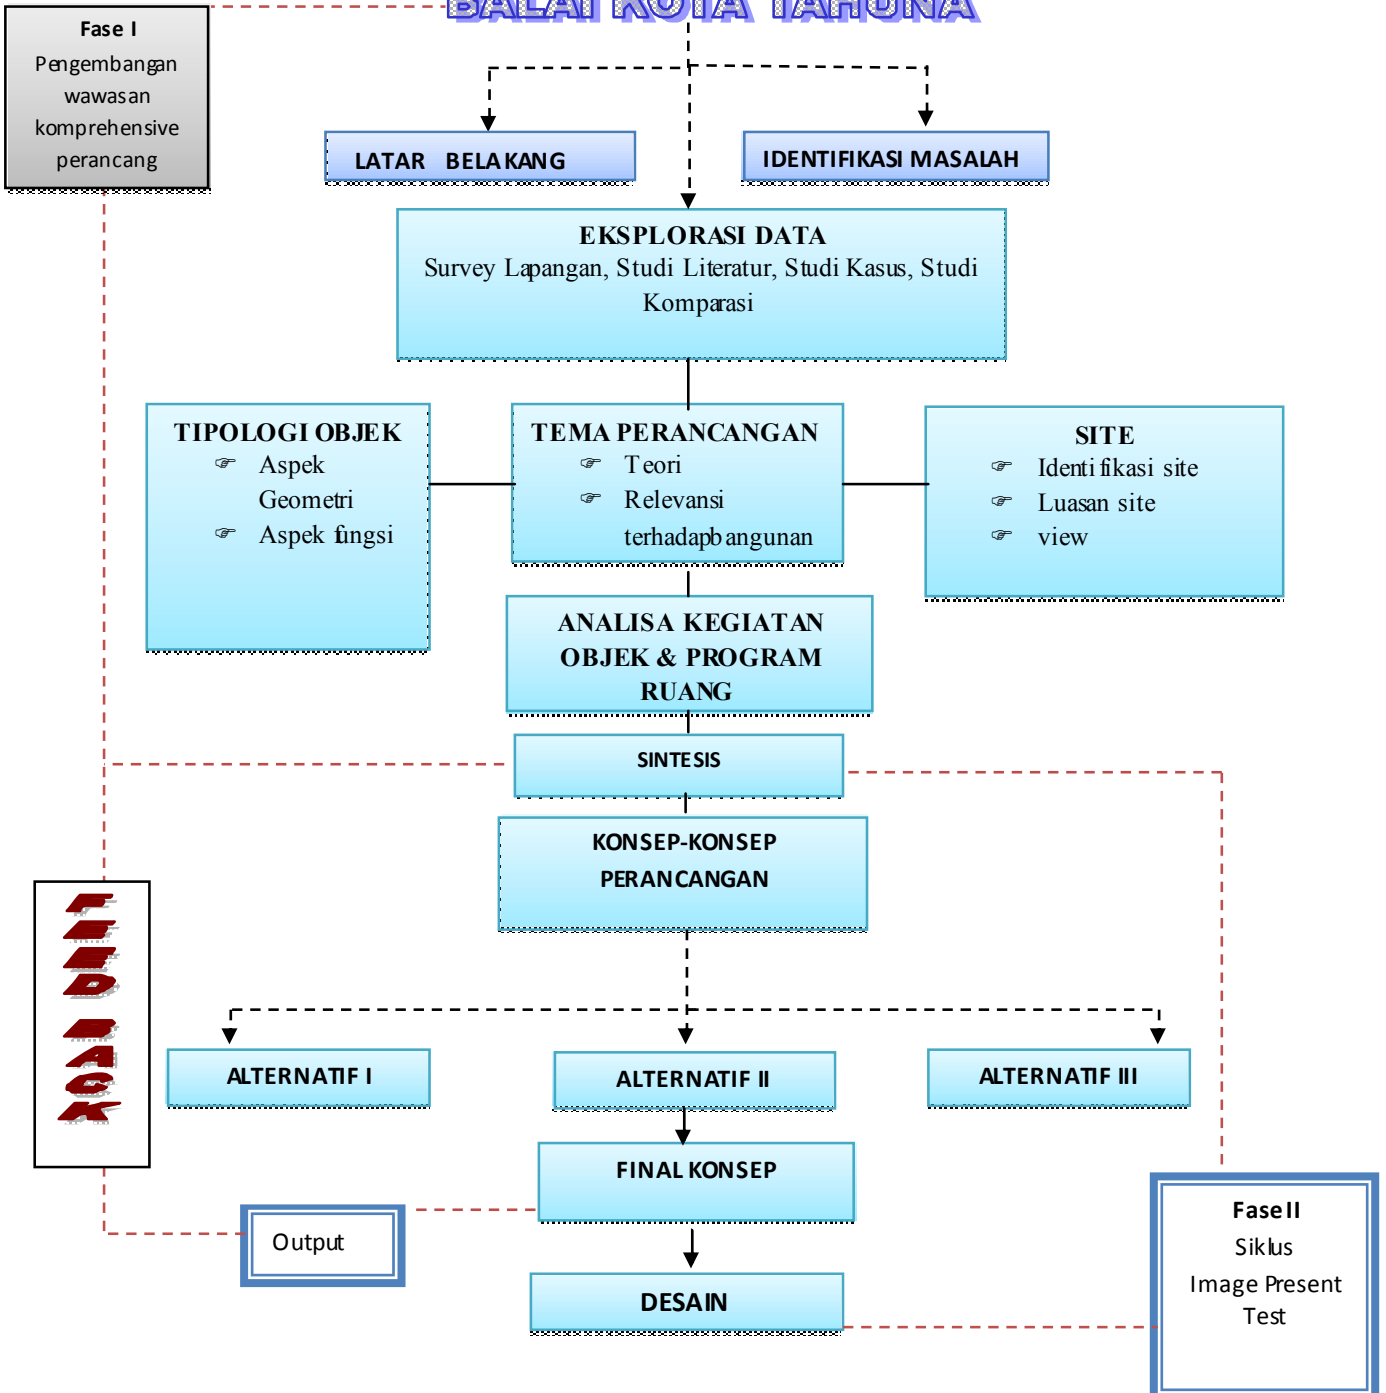 BALAI KOTA TAHUNA
Fase I
Pengembangan
wawasan
komprehensive
perancang
LATAR BELAKANG
IDENTIFIKASI MASALAH
EKSPLORASI DATA
Survey Lapangan, Studi Literatur, Studi Kasus, Studi
Komparasi
TIPOLOGI OBJEK
☞ Aspek
Geometri
☞ Aspek fungsi
TEMA PERANCANGAN
☞ Teori
☞ Relevansi
terhadapbangunan
SITE
☞ Identifikasi site
☞ Luasan site
☞ view
ANALISA KEGIATAN
OBJEK & PROGRAM
RUANG
SINTESIS
KONSEP-KONSEP
PERANCANGAN
FEED BACK
ALTERNATIF I
ALTERNATIF II
ALTERNATIF III
FINAL KONSEP
Output
DESAIN
Fase II
Siklus
Image Present
Test